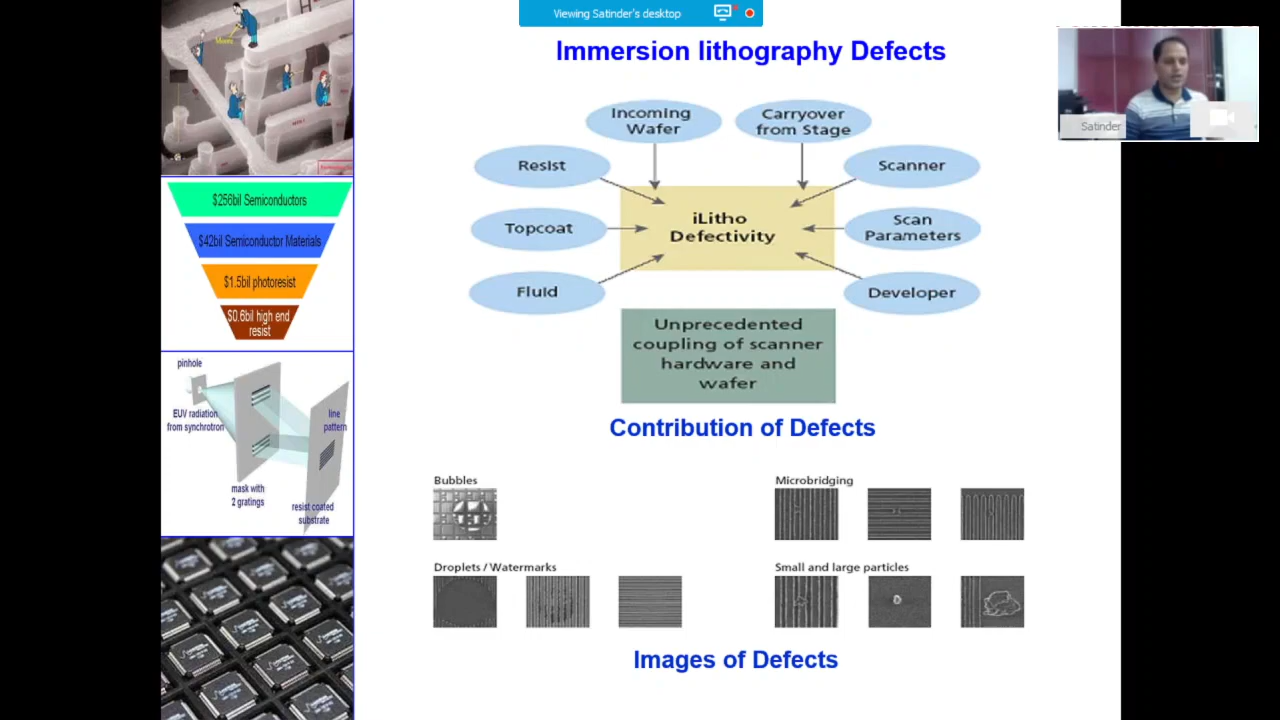 Viewing Satinder's desktop
Immersion lithography Defects
Incoming
Wafer
Carryover
from Stage
Resist
Scanner
Topcoat
iLitho
Defectivity
Scan
Parameters
Fluid
Developer
Unprecedented
coupling of scanner
hardware and
wafer
Contribution of Defects
Bubbles
Microbridging
Droplets / Watermarks
Small and large particles
Images of Defects
Moore
$256bil Semiconductors
$42bil Semiconductor Materials
$1.5bil photoresist
$0.6bil high end
resist
pinhole
EUV radiation
from synchrotron
line
pattern
mask with
2 gratings
resist coated
substrate
Satinder